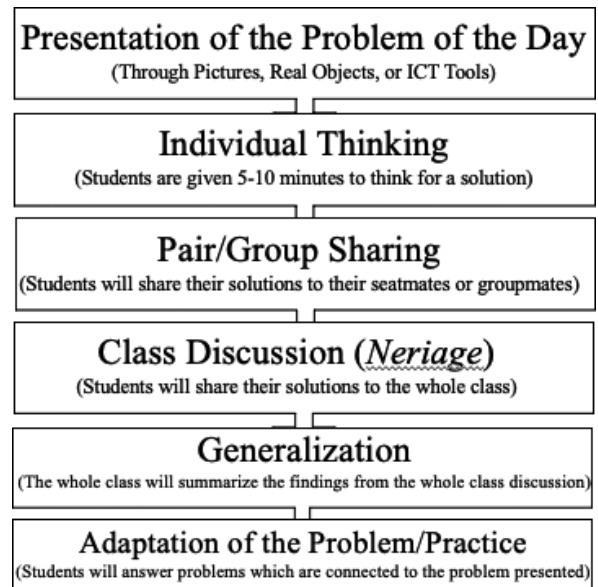 Presentation of the Problem of the Day
(Through Pictures, Real Objects, or ICT Tools)
Individual Thinking
(Students are given 5-10 minutes to think for a solution)
Pair/Group Sharing
(Students will share their solutions to their seatmates or groupmates)
Class Discussion (Neriage)
(Students will share their solutions to the whole class)
Generalization
(The whole class will summarize the findings from the whole class discussion)
Adaptation of the Problem/Practice
(Students will answer problems which are connected to the problem presented)